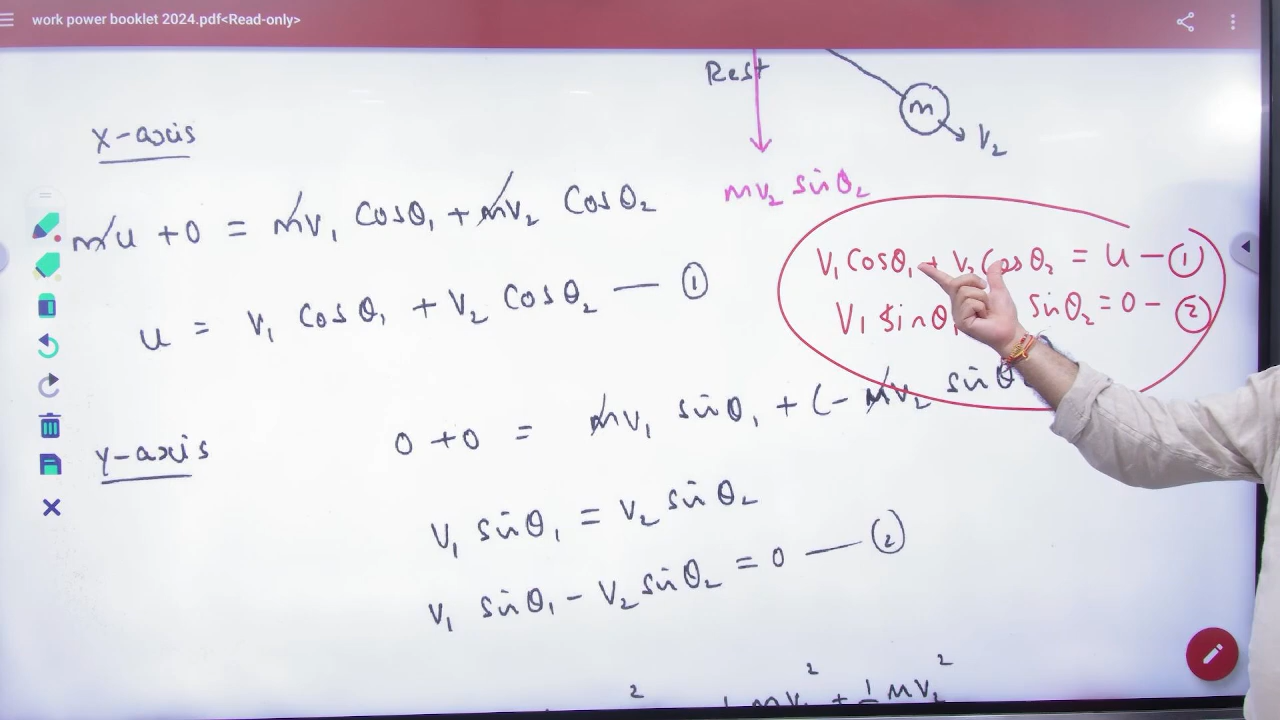 work power booklet 2024.pdf<Read-only>
Rest
m
V₂
X-axis
mv₂ sinθ₂
mu + 0 = mv₁ Cosθ₁ + mv₂ Cosθ₂
V₁ Cosθ₁ + V₂ Cosθ₂ = u — ①
u = V₁ Cosθ₁ + V₂ Cosθ₂ — ①
V₁ sinθ₁ sinθ₂ = 0 — ②
0 + 0 = mv₁ sinθ₁ + (- mv₂ sinθ
Y-axis
V₁ sinθ₁ = V₂ sinθ₂
V₁ sinθ₁ - V₂ sinθ₂ = 0 — ②